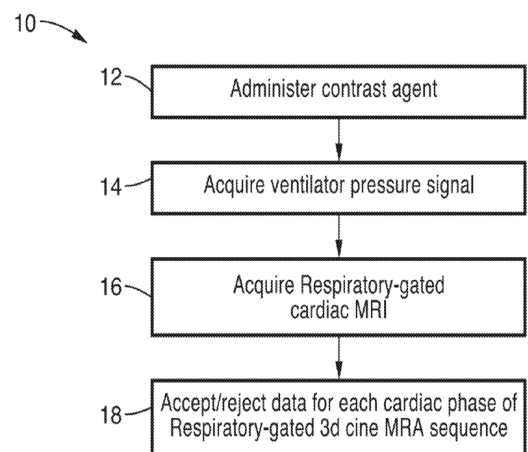 10
12
Administer contrast agent
14
Acquire ventilator pressure signal
16
Acquire Respiratory-gated
cardiac MRI
18
Accept/reject data for each cardiac phase of
Respiratory-gated 3d cine MRA sequence